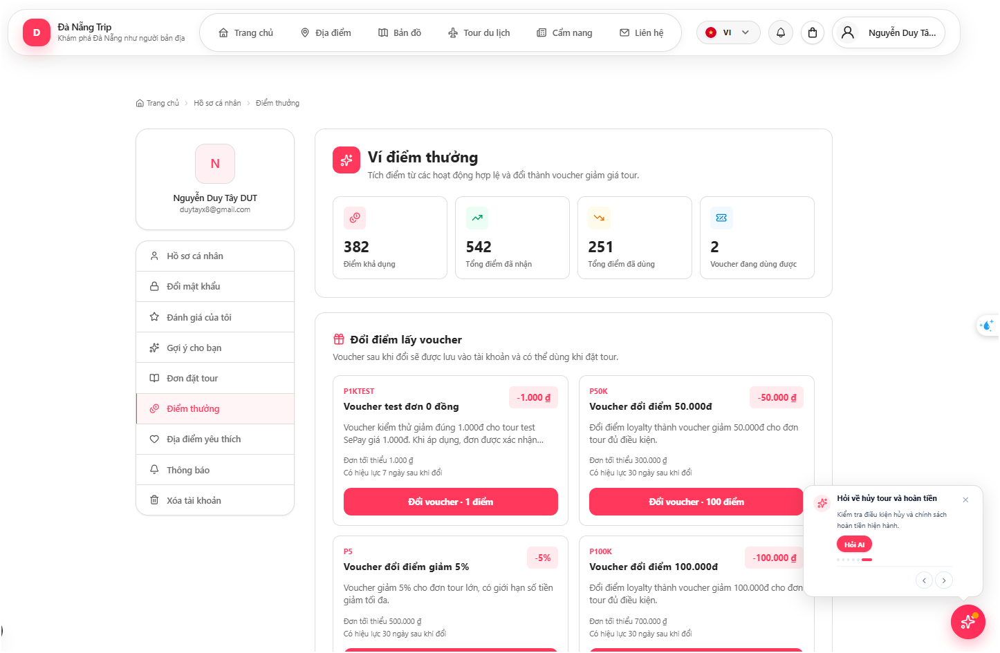 D
Đà Nẵng Trip
Khám phá Đà Nẵng như người bản địa
Trang chủ
Địa điểm
Bản đồ
Tour du lịch
Cẩm nang
Liên hệ
VI
Nguyễn Duy Tâ...
Trang chủ > Hồ sơ cá nhân > Điểm thưởng
N
Nguyễn Duy Tây DUT
duytayx8@gmail.com
Hồ sơ cá nhân
Đổi mật khẩu
Đánh giá của tôi
Gợi ý cho bạn
Đơn đặt tour
Điểm thưởng
Địa điểm yêu thích
Thông báo
Xóa tài khoản
Ví điểm thưởng
Tích điểm từ các hoạt động hợp lệ và đổi thành voucher giảm giá tour.
382
Điểm khả dụng
542
Tổng điểm đã nhận
251
Tổng điểm đã dùng
2
Voucher đang dùng được
Đổi điểm lấy voucher
Voucher sau khi đổi sẽ được lưu vào tài khoản và có thể dùng khi đặt tour.
P1KTEST
-1.000 ₫
Voucher test đơn 0 đồng
Voucher kiểm thử giảm đúng 1.000đ cho tour test
SePay giá 1.000đ. Khi áp dụng, đơn được xác nhận...
Đơn tối thiểu 1.000 ₫
Có hiệu lực 7 ngày sau khi đổi
Đổi voucher · 1 điểm
P50K
-50.000 ₫
Voucher đổi điểm 50.000đ
Đổi điểm loyalty thành voucher giảm 50.000đ cho đơn
tour đủ điều kiện.
Đơn tối thiểu 300.000 ₫
Có hiệu lực 30 ngày sau khi đổi
Đổi voucher · 100 điểm
P5
-5%
Voucher đổi điểm giảm 5%
Voucher giảm 5% cho đơn tour lớn, có giới hạn số tiền
giảm tối đa.
Đơn tối thiểu 500.000 ₫
Có hiệu lực 30 ngày sau khi đổi
P100K
-100.000 ₫
Voucher đổi điểm 100.000đ
Đổi điểm loyalty thành voucher giảm 100.000đ cho đơn
tour đủ điều kiện.
Đơn tối thiểu 700.000 ₫
Có hiệu lực 30 ngày sau khi đổi
Hỏi về hủy tour và hoàn tiền
Kiểm tra điều kiện hủy và chính sách
hoàn tiền hiện hành.
Hỏi AI